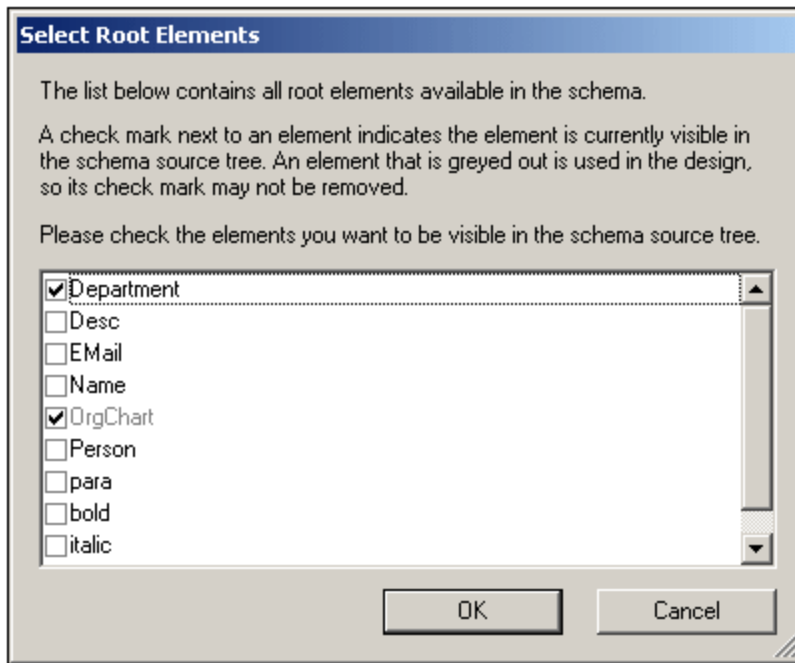 Select Root Elements
The list below contains all root elements available in the schema.
A check mark next to an element indicates the element is currently visible in
the schema source tree. An element that is greyed out is used in the design,
so its check mark may not be removed.
Please check the elements you want to be visible in the schema source tree.
Department
Desc
EMail
Name
OrgChart
Person
para
bold
italic
OK
Cancel